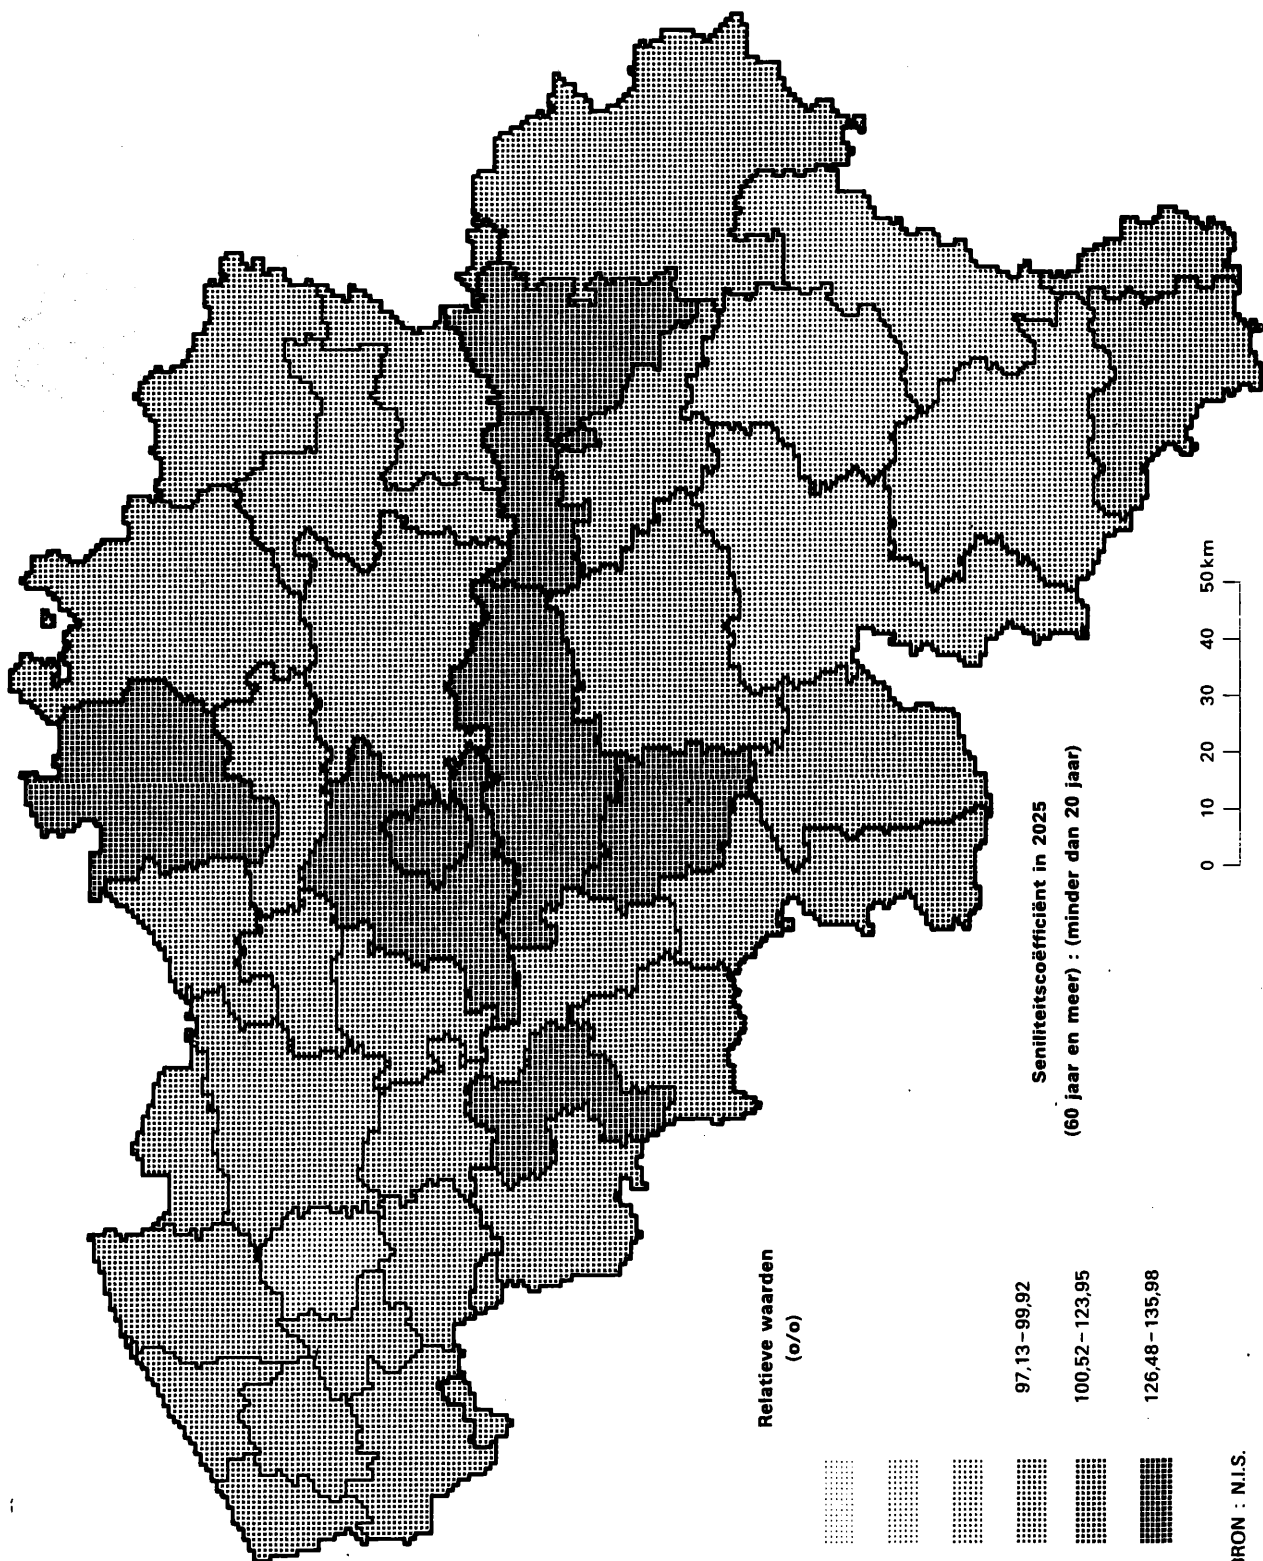 Seniliteitscoëfficiënt in 2025
(60 jaar en meer) : (minder dan 20 jaar)
0 10 20 30 40 50 km
Relatieve waarden
(o/o)
97,13–99,92
100,52–123,95
126,48–135,98
: N.I.S.